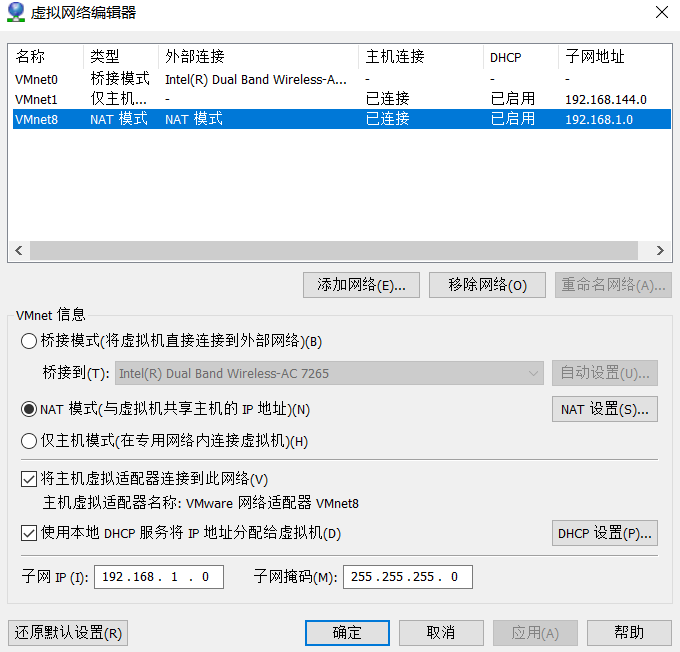 虚拟网络编辑器
名称 类型 外部连接 主机连接 DHCP 子网地址
VMnet0 桥接模式 Intel(R) Dual Band Wireless-A... - - -
VMnet1 仅主机... - 已连接 已启用 192.168.144.0
VMnet8 NAT 模式 NAT 模式 已连接 已启用 192.168.1.0
添加网络(E)... 移除网络(O) 重命名网络(A)...
VMnet 信息
桥接模式(将虚拟机直接连接到外部网络)(B)
桥接到(T): Intel(R) Dual Band Wireless-AC 7265 自动设置(U)...
NAT 模式(与虚拟机共享主机的 IP 地址)(N) NAT 设置(S)...
仅主机模式(在专用网络内连接虚拟机)(H)
将主机虚拟适配器连接到此网络(V)
主机虚拟适配器名称: VMware 网络适配器 VMnet8
使用本地 DHCP 服务将 IP 地址分配给虚拟机(D) DHCP 设置(P)...
子网 IP (I): 192.168. 1 . 0 子网掩码(M): 255.255.255. 0
还原默认设置(R) 确定 取消 应用(A) 帮助